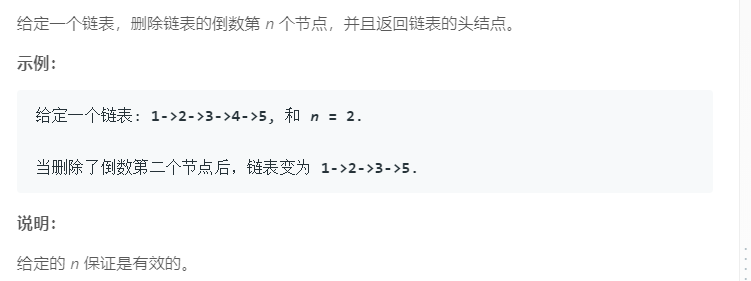 给定一个链表，删除链表的倒数第 n 个节点，并且返回链表的头结点。
示例：
给定一个链表: 1->2->3->4->5, 和 n = 2.
当删除了倒数第二个节点后，链表变为 1->2->3->5.
说明：
给定的 n 保证是有效的。